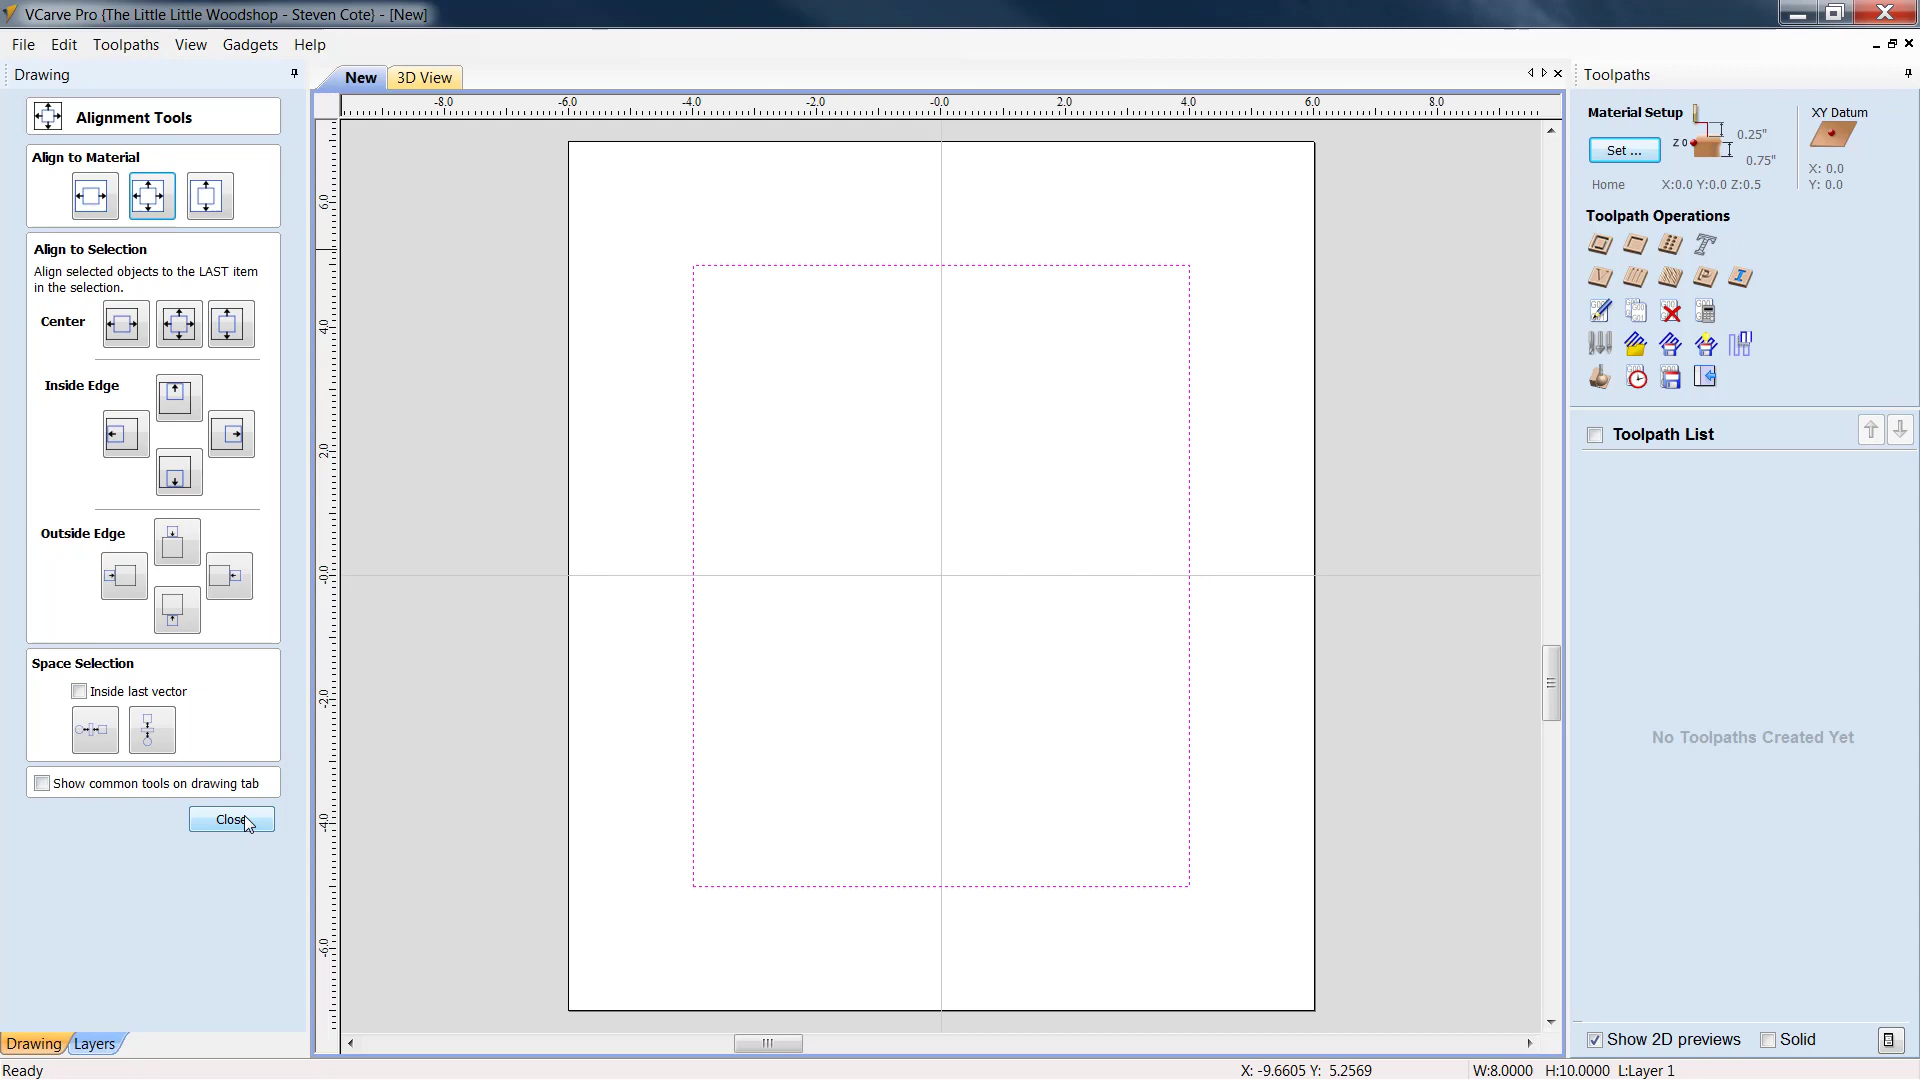 VCarve Pro {The Little Little Woodshop - Steven Cote} - [New]
File Edit Toolpaths View Gadgets Help
Drawing
Alignment Tools
Align to Material
Align to Selection
Align selected objects to the LAST item
in the selection.
Center
Inside Edge
Outside Edge
Space Selection
Inside last vector
Show common tools on drawing tab
Close
Drawing Layers
Ready
New 3D View
-8.0 -6.0 -4.0 -2.0 -0.0 2.0 4.0 6.0 8.0
6.0
4.0
2.0
-0.0
-2.0
-4.0
-6.0
Toolpaths
Material Setup
Set ...
Z 0
0.25"
0.75"
XY Datum
X: 0.0
Y: 0.0
Home X:0.0 Y:0.0 Z:0.5
Toolpath Operations
Toolpath List
No Toolpaths Created Yet
Show 2D previews Solid
X: -9.6605 Y: 5.2569
W:8.0000 H:10.0000 L:Layer 1